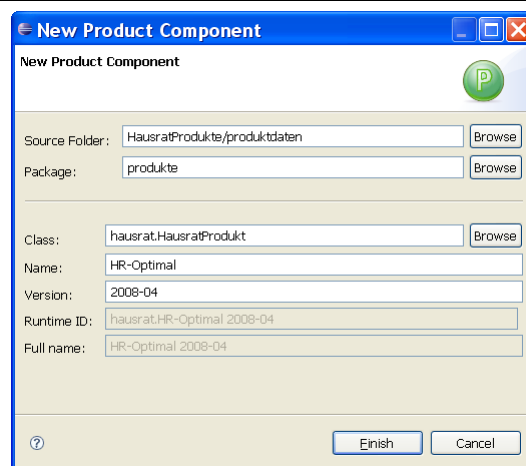 New Product Component
New Product Component
P
Source Folder: HausratProdukte/produktdaten Browse
Package: produkte Browse
Class: hausrat.HausratProdukt Browse
Name: HR-Optimal
Version: 2008-04
Runtime ID: hausrat.HR-Optimal 2008-04
Full name: HR-Optimal 2008-04
? Finish Cancel